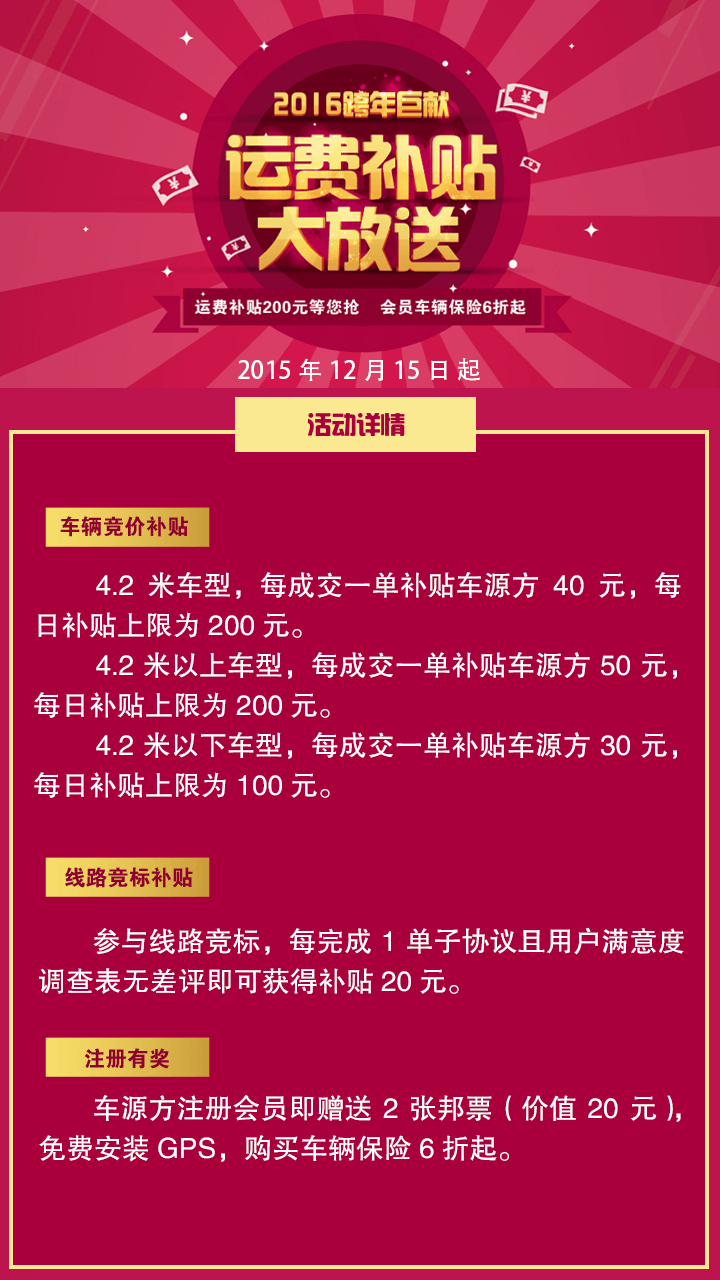 2016跨年巨献
运费补贴
大放送
运费补贴200元等您抢 会员车辆保险6折起
2015年12月15日起
活动详情
车辆竞价补贴
4.2 米车型，每成交一单补贴车源方 40 元，每
日补贴上限为 200 元。
4.2 米以上车型，每成交一单补贴车源方 50 元，
每日补贴上限为 200 元。
4.2 米以下车型，每成交一单补贴车源方 30 元，
每日补贴上限为 100 元。
线路竞标补贴
参与线路竞标，每完成 1 单子协议且用户满意度
调查表无差评即可获得补贴 20 元。
注册有奖
车源方注册会员即赠送 2 张邦票（价值 20 元），
免费安装 GPS，购买车辆保险 6 折起。